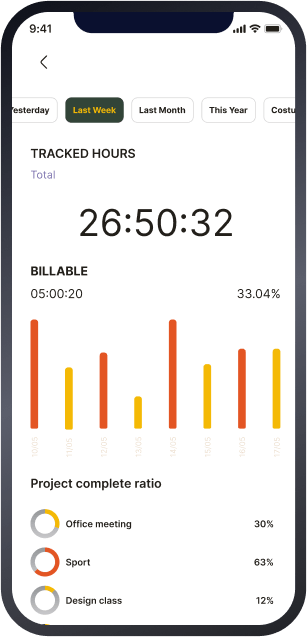 9:41
Yesterday Last Week Last Month This Year Costu
TRACKED HOURS
Total
26:50:32
BILLABLE
05:00:20 33.04%
10/05 11/05 12/05 13/05 14/05 15/05 16/05 17/05
Project complete ratio
Office meeting 30%
Sport 63%
Design class 12%